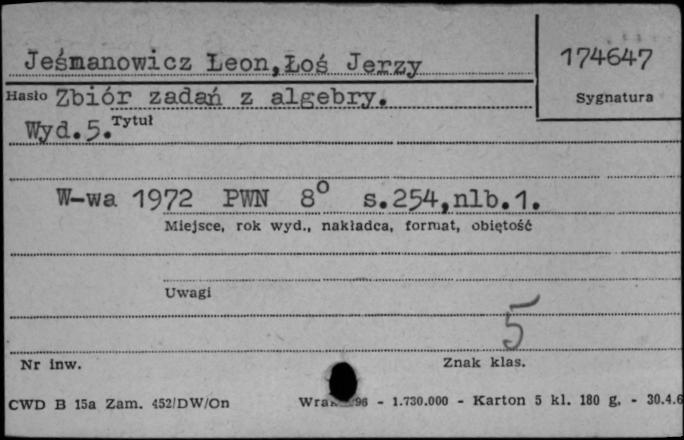 Jeśmanowicz Leon,Łoś Jerzy
174647
Hasło Zbiór zadań z algebry.
Sygnatura
Wyd.5. Tytuł
W-wa 1972 PWN 8° s.254,nlb.1.
Miejsce, rok wyd., nakładca, format, objętość
Uwagi
5
Nr inw.
Znak klas.
CWD B 15a Zam. 452/DW/On 96 - 1.730.000 - Karton 5 kl. 180 g. - 30.4.6